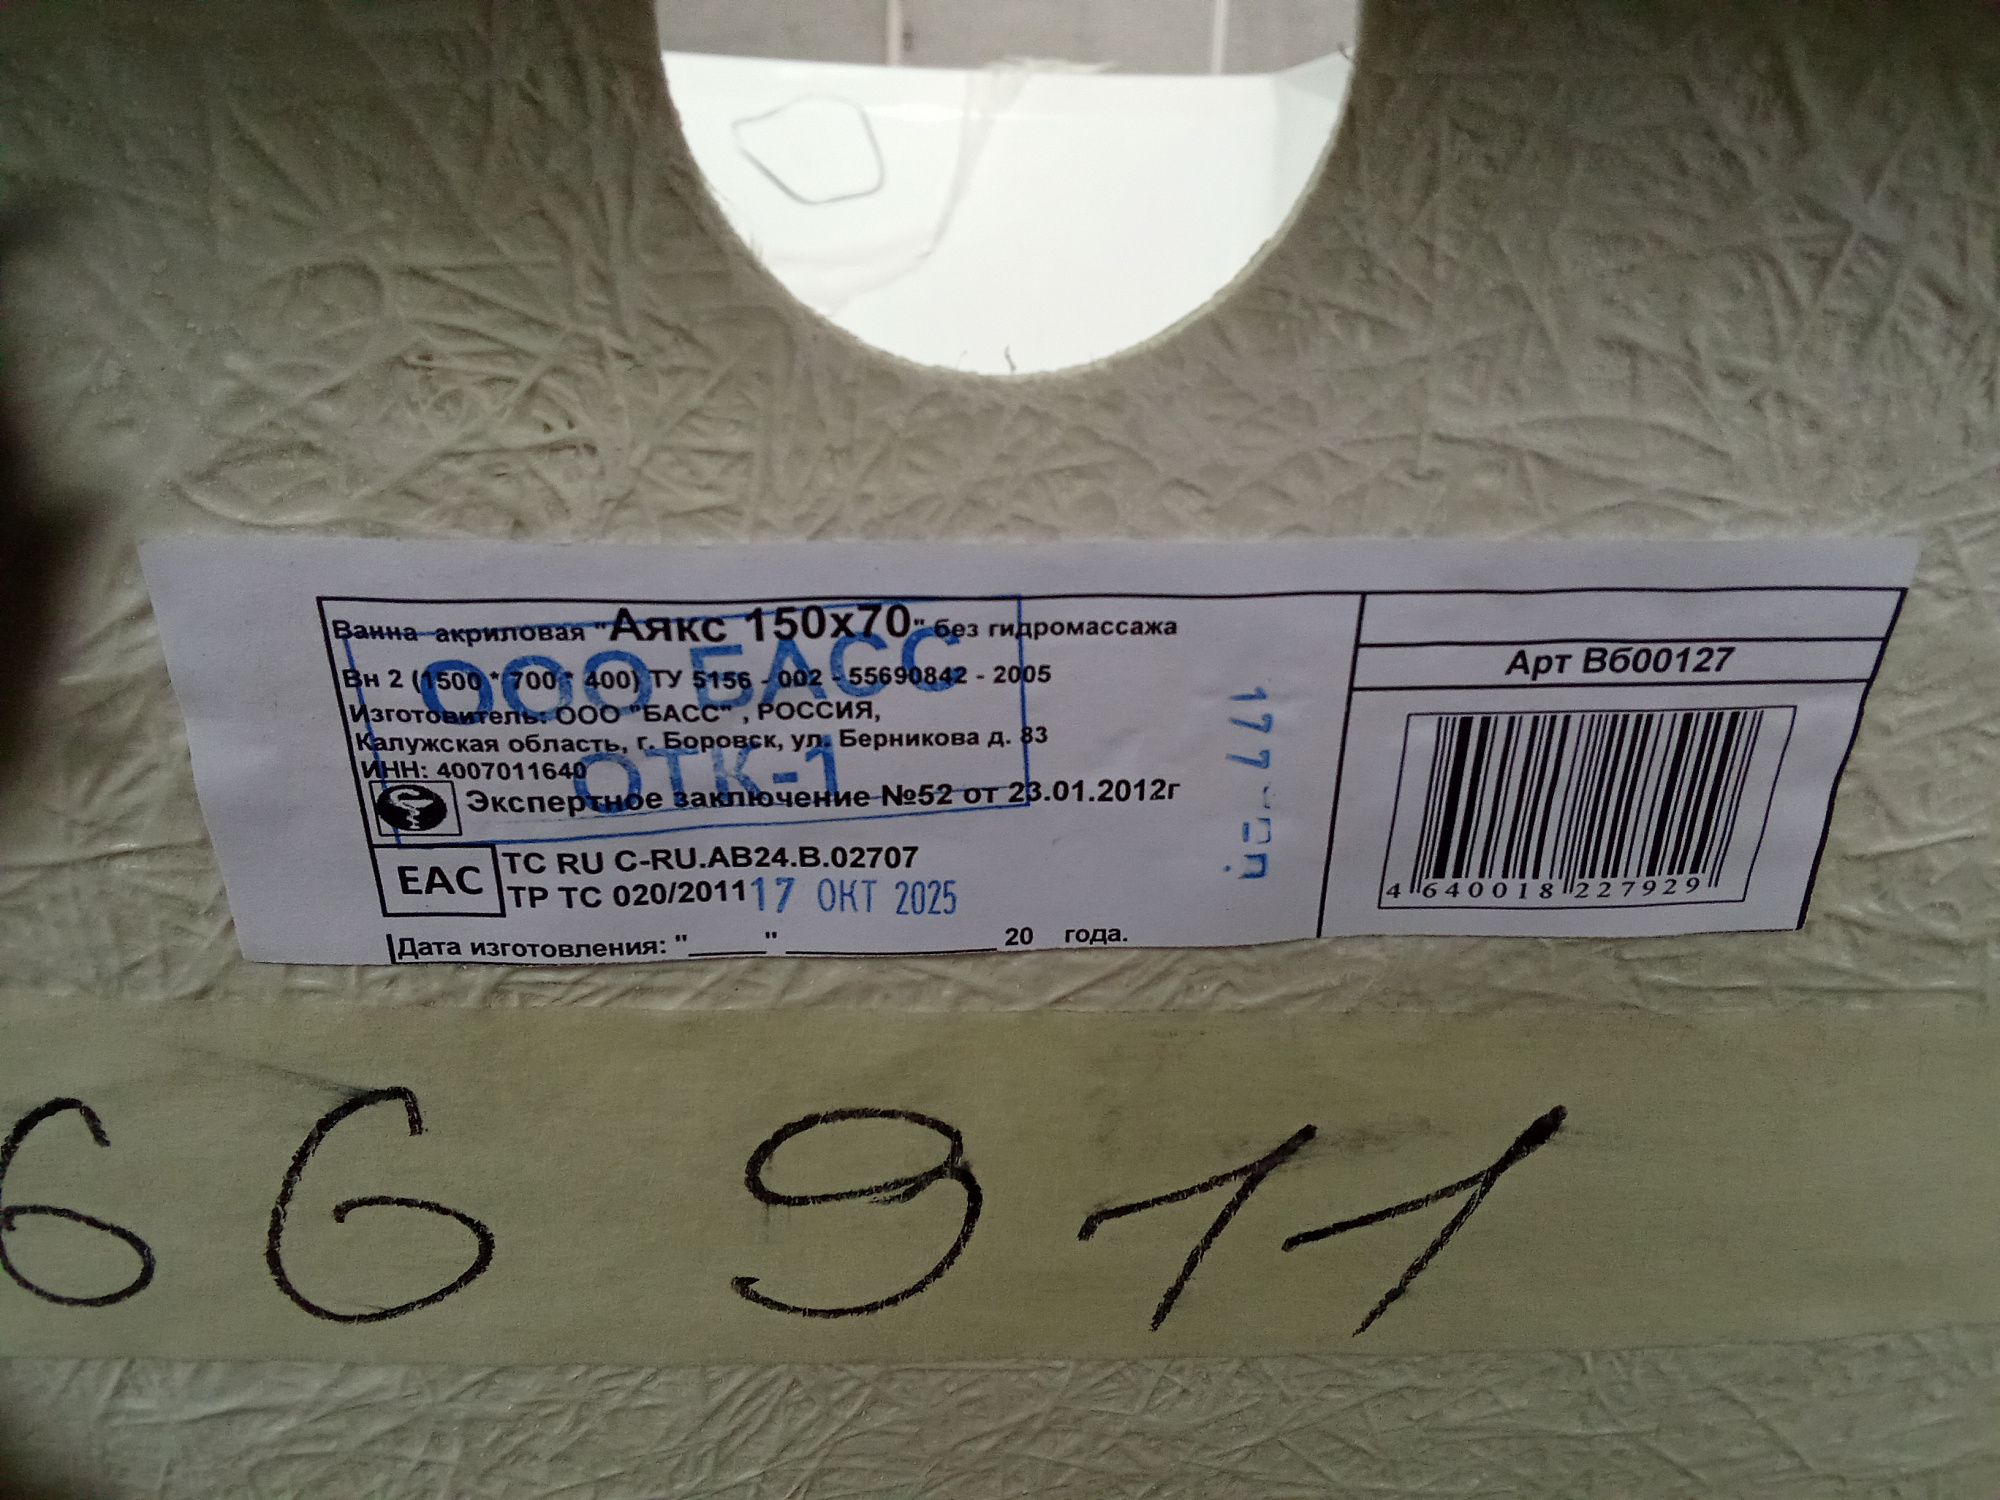 Ванна акриловая "Аякс 150х70" без гидромассажа
Вн 2 (1500 * 700 * 400) ТУ 5156 - 002 - 55690842 - 2005
Изготовитель: ООО "БАСС" , РОССИЯ,
Калужская область, г. Боровск, ул. Берникова д. 83
ИНН: 4007011640
Экспертное заключение №52 от 23.01.2012г
ООО БАСС
ОТК-1
EAC
ТС RU C-RU.АВ24.В.02707
ТР ТС 020/2011
17 ОКТ 2025
Дата изготовления: "____" ______________ 20 года.
Арт Вб00127
4 640018 227929
66 911